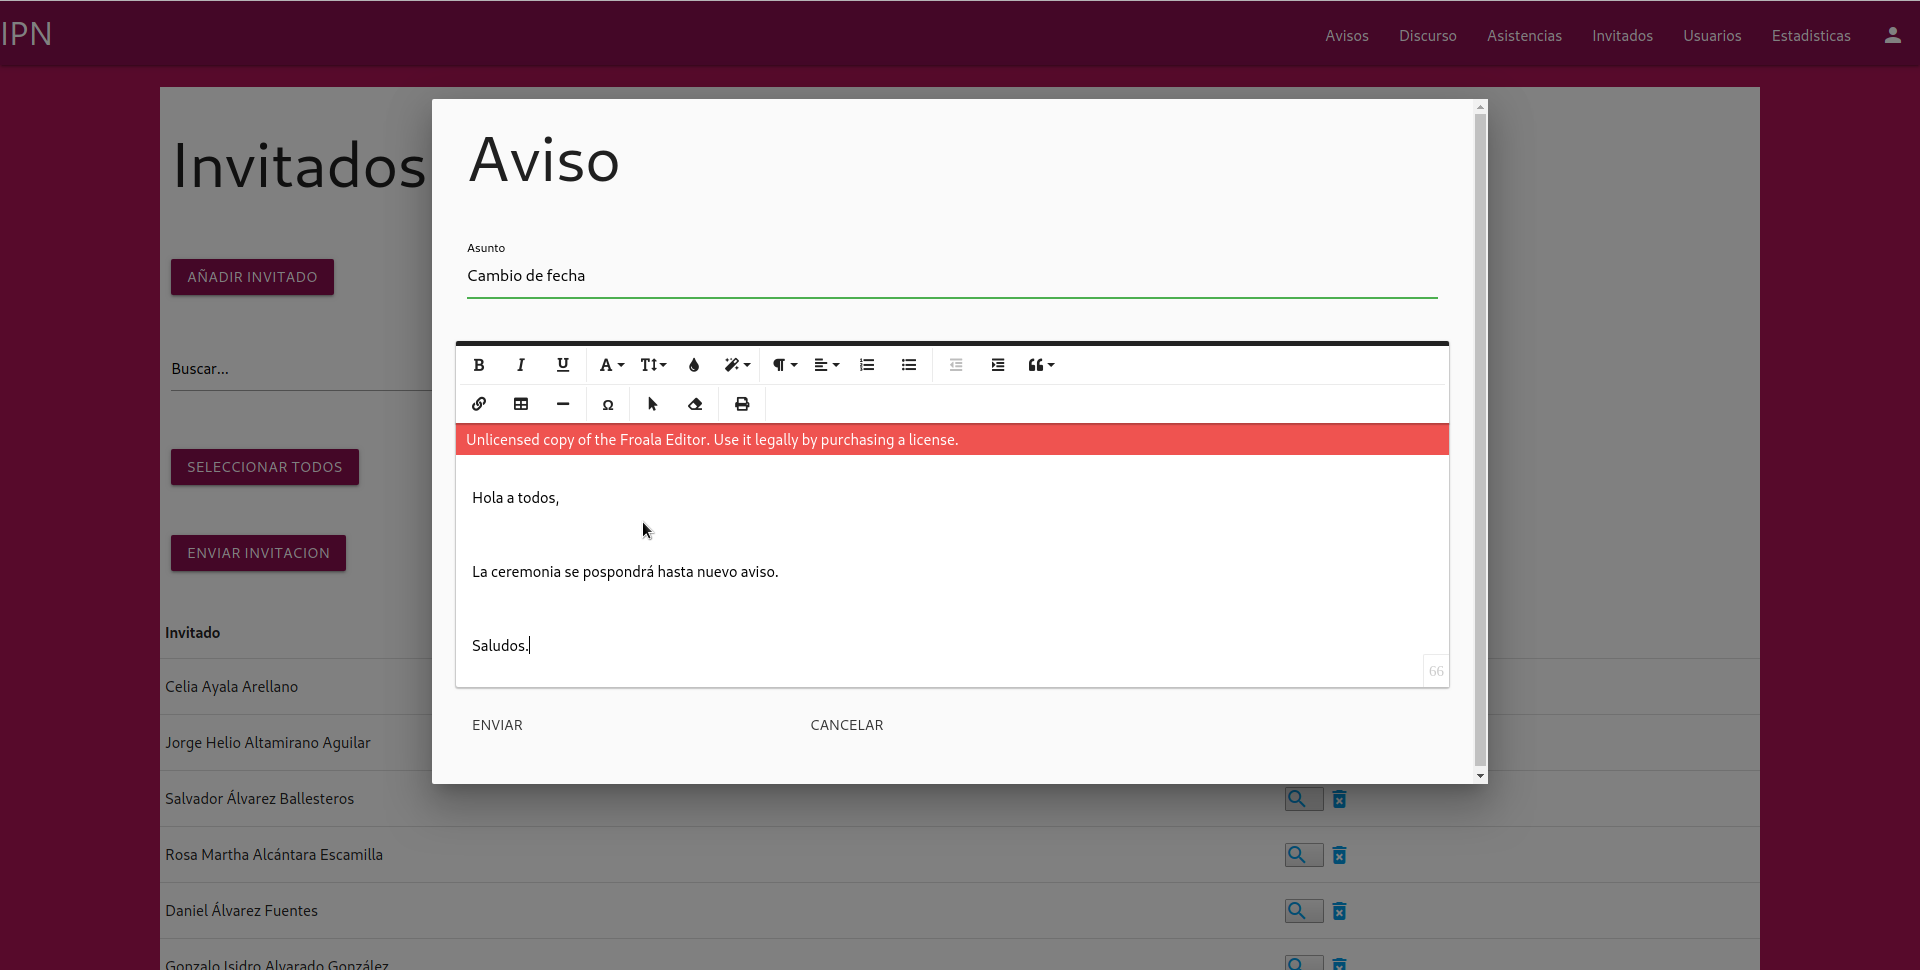 IPN
Avisos Discurso Asistencias Invitados Usuarios Estadisticas
Invitados
AÑADIR INVITADO
Buscar...
SELECCIONAR TODOS
ENVIAR INVITACION
Invitado
Celia Ayala Arellano
Jorge Helio Altamirano Aguilar
Salvador Álvarez Ballesteros
Rosa Martha Alcántara Escamilla
Daniel Álvarez Fuentes
Gonzalo Isidro Alvarado González
Aviso
Asunto
Cambio de fecha
Unlicensed copy of the Froala Editor. Use it legally by purchasing a license.
Hola a todos,
La ceremonia se pospondrá hasta nuevo aviso.
Saludos.
66
ENVIAR CANCELAR